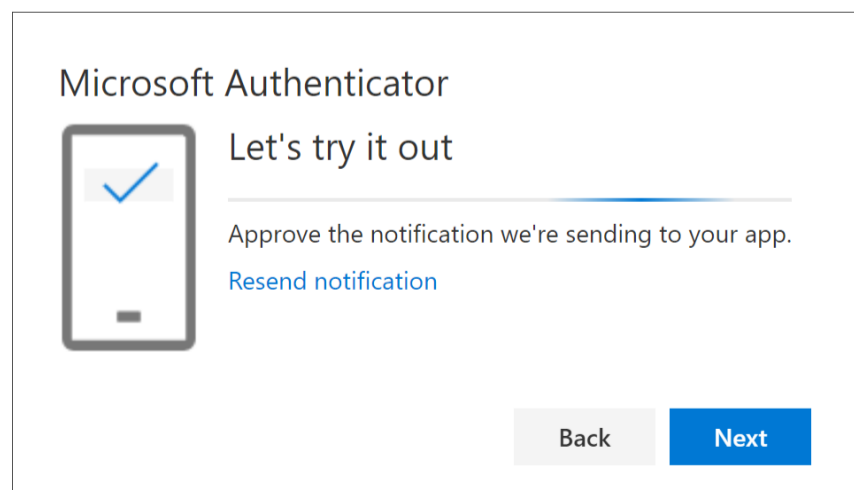 Microsoft Authenticator
Let's try it out
Approve the notification we're sending to your app.
Resend notification
Back
Next